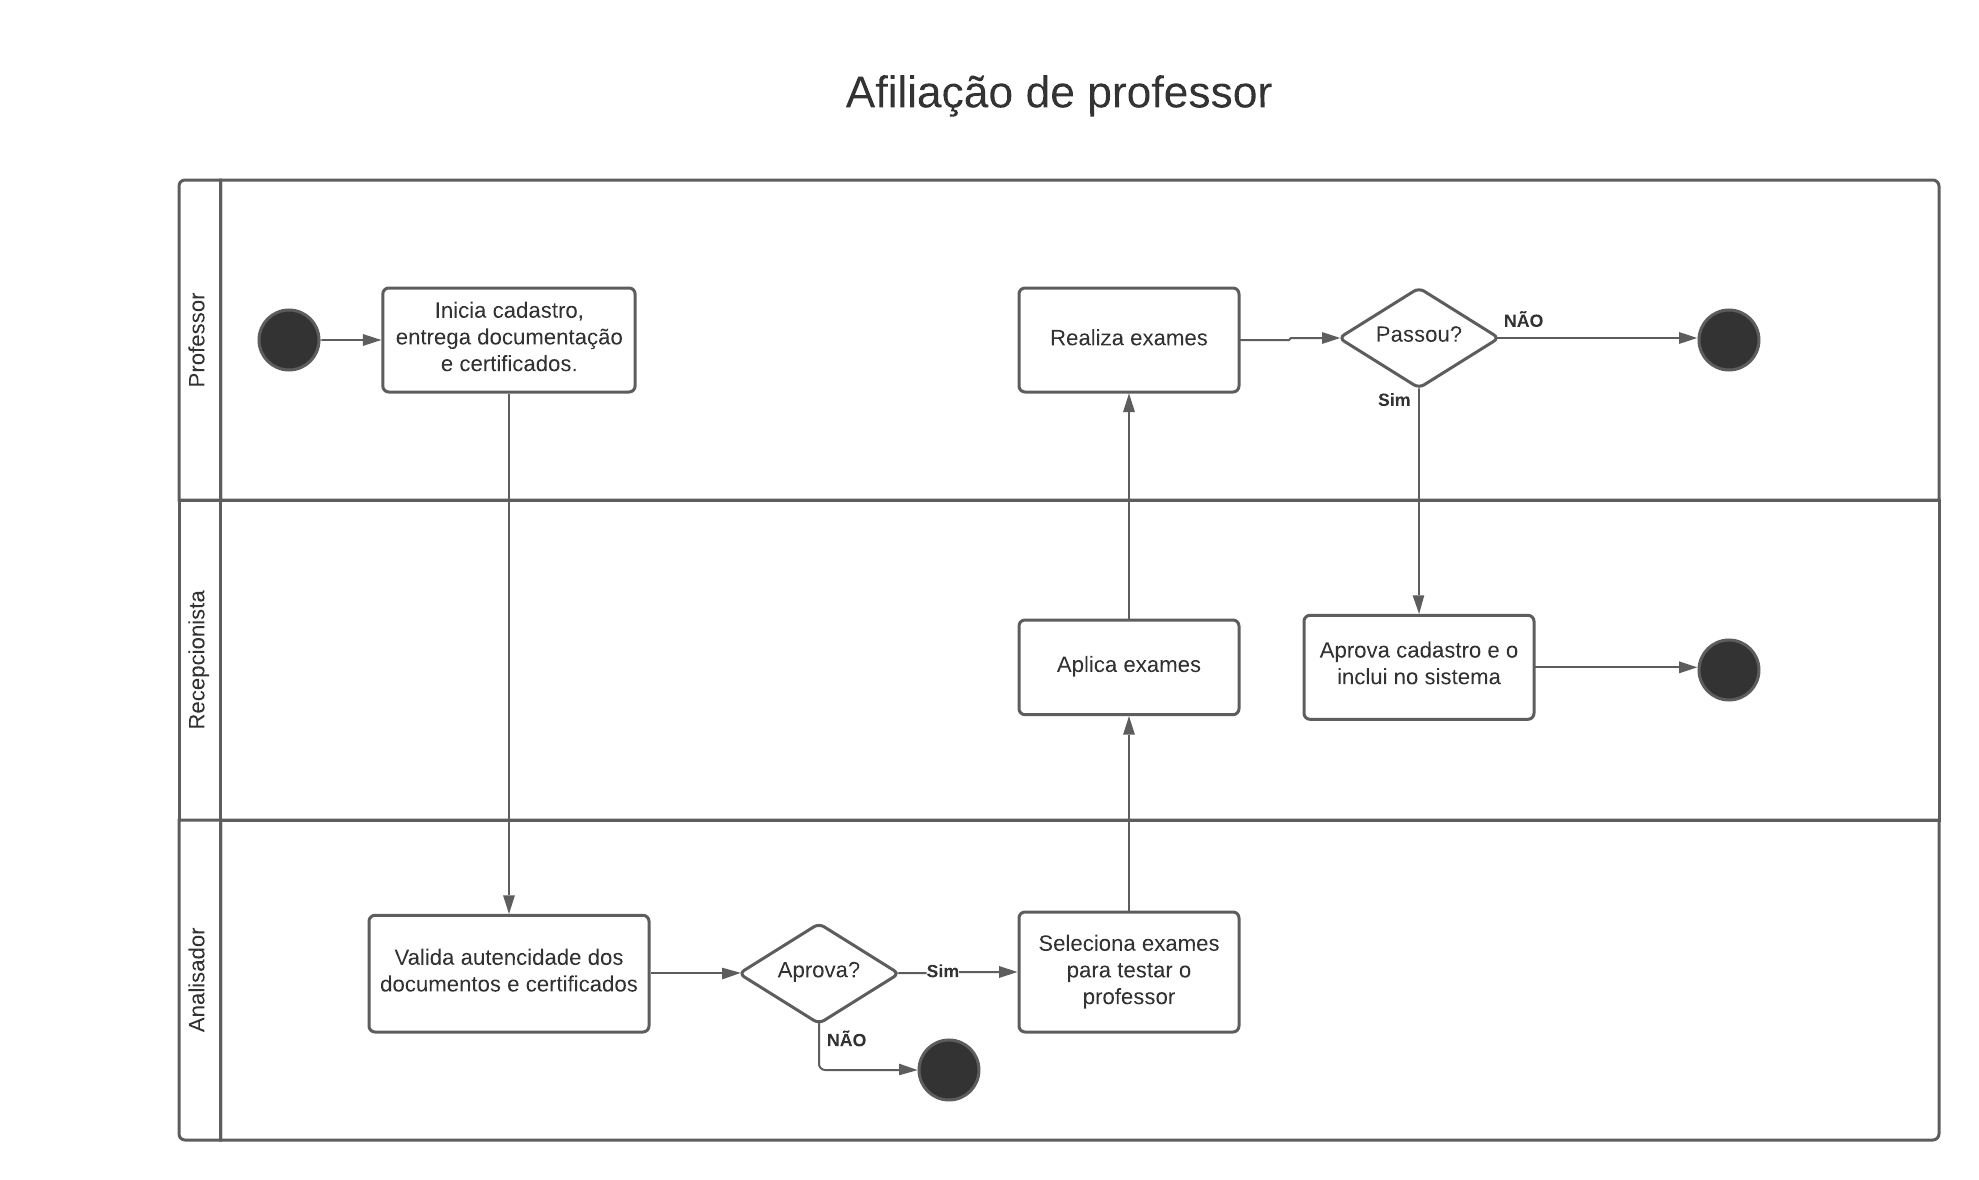 Afiliação de professor
Professor
Inicia cadastro,
entrega documentação
e certificados.
Realiza exames
Passou?
NÃO
Sim
Recepcionista
Aplica exames
Aprova cadastro e o
inclui no sistema
Analisador
Valida autencidade dos
documentos e certificados
Aprova?
Sim
NÃO
Seleciona exames
para testar o
professor